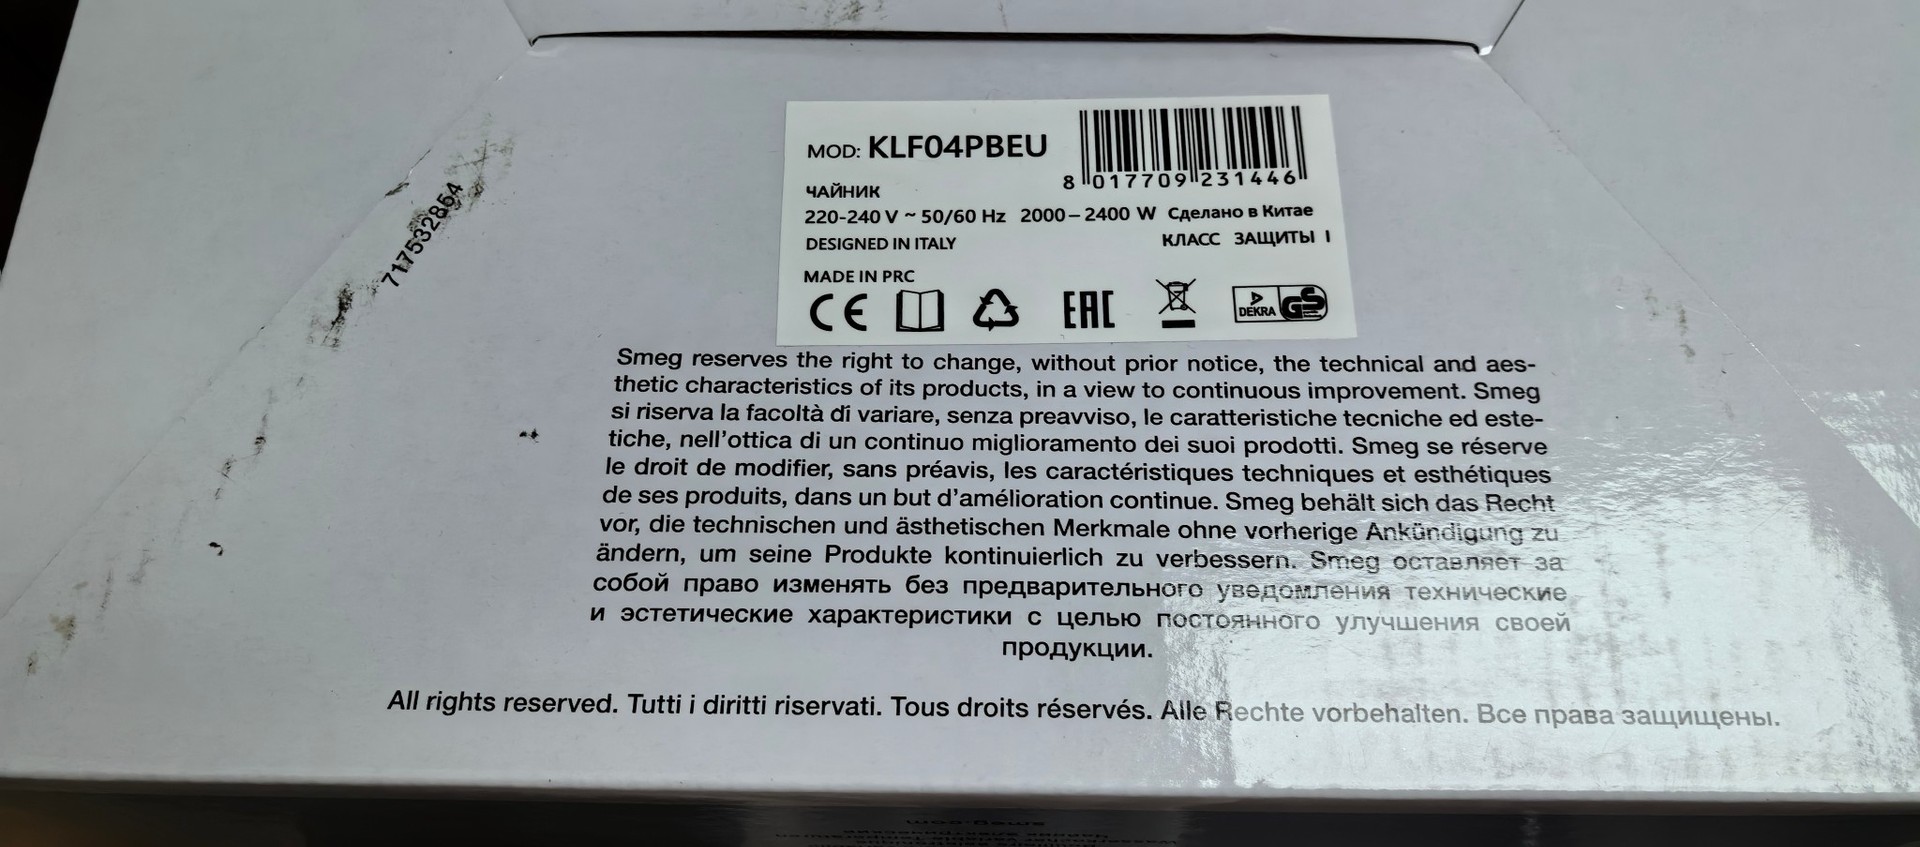 MOD: KLF04PBEU
8 017709 231446
ЧАЙНИК
220-240 V ~ 50/60 Hz 2000–2400 W Сделано в Китае
DESIGNED IN ITALY
КЛАСС ЗАЩИТЫ I
MADE IN PRC
CE
EAC
DEKRA
GS
717532854
Smeg reserves the right to change, without prior notice, the technical and aes-
thetic characteristics of its products, in a view to continuous improvement. Smeg
si riserva la facoltà di variare, senza preavviso, le caratteristiche tecniche ed este-
tiche, nell'ottica di un continuo miglioramento dei suoi prodotti. Smeg se réserve
le droit de modifier, sans préavis, les caractéristiques techniques et esthétiques
de ses produits, dans un but d'amélioration continue. Smeg behält sich das Recht
vor, die technischen und ästhetischen Merkmale ohne vorherige Ankündigung zu
ändern, um seine Produkte kontinuierlich zu verbessern. Smeg оставляет за
собой право изменять без предварительного уведомления технические
и эстетические характеристики с целью постоянного улучшения своей
продукции.
All rights reserved. Tutti i diritti riservati. Tous droits réservés. Alle Rechte vorbehalten. Все права защищены.
smeg.com